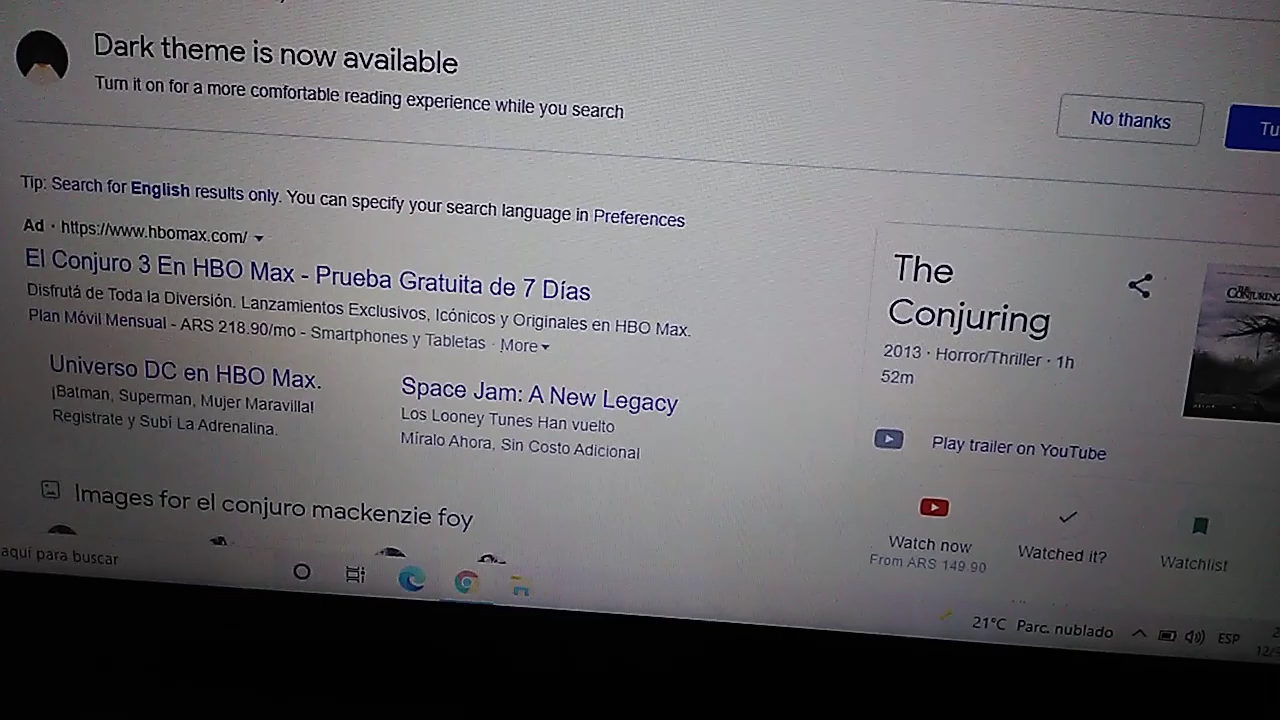 Dark theme is now available
Turn it on for a more comfortable reading experience while you search
No thanks
Tip: Search for English results only. You can specify your search language in Preferences
Ad · https://www.hbomax.com/
El Conjuro 3 En HBO Max - Prueba Gratuita de 7 Días
Disfrutá de Toda la Diversión. Lanzamientos Exclusivos, Icónicos y Originales en HBO Max.
Plan Móvil Mensual - ARS 218.90/mo - Smartphones y Tabletas · More
Universo DC en HBO Max.
¡Batman, Superman, Mujer Maravilla!
Registrate y Subí La Adrenalina.
Space Jam: A New Legacy
Los Looney Tunes Han vuelto
Míralo Ahora, Sin Costo Adicional
Images for el conjuro mackenzie foy
The
Conjuring
2013 · Horror/Thriller · 1h
52m
Play trailer on YouTube
Watch now
From ARS 149.90
Watched it?
Watchlist
aquí para buscar
21°C Parc. nublado
ESP